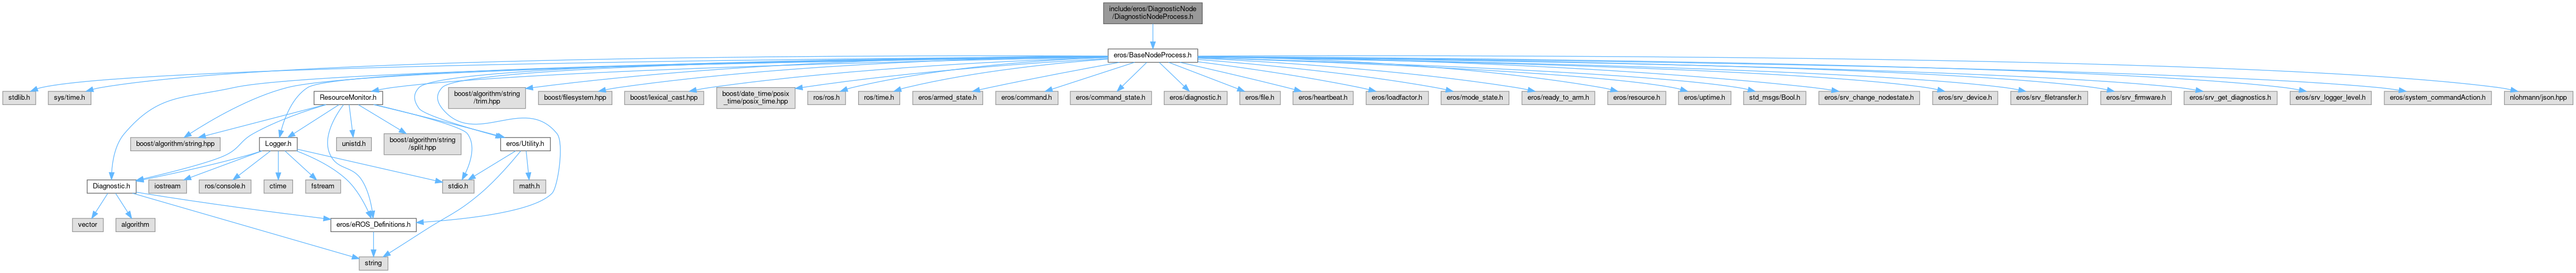 include/eros/DiagnosticNode
/DiagnosticNodeProcess.h
eros/BaseNodeProcess.h
stdlib.h
sys/time.h
ResourceMonitor.h
boost/algorithm/string
/trim.hpp
boost/filesystem.hpp
boost/lexical_cast.hpp
boost/date_time/posix
_time/posix_time.hpp
ros/ros.h
ros/time.h
eros/armed_state.h
eros/command.h
eros/command_state.h
eros/diagnostic.h
eros/file.h
eros/heartbeat.h
eros/loadfactor.h
eros/mode_state.h
eros/ready_to_arm.h
eros/resource.h
eros/uptime.h
std_msgs/Bool.h
eros/srv_change_nodestate.h
eros/srv_device.h
eros/srv_filetransfer.h
eros/srv_firmware.h
eros/srv_get_diagnostics.h
eros/srv_logger_level.h
eros/system_commandAction.h
nlohmann/json.hpp
boost/algorithm/string.hpp
Logger.h
unistd.h
boost/algorithm/string
/split.hpp
eros/Utility.h
Diagnostic.h
iostream
ros/console.h
ctime
fstream
stdio.h
math.h
vector
algorithm
eros/eROS_Definitions.h
string